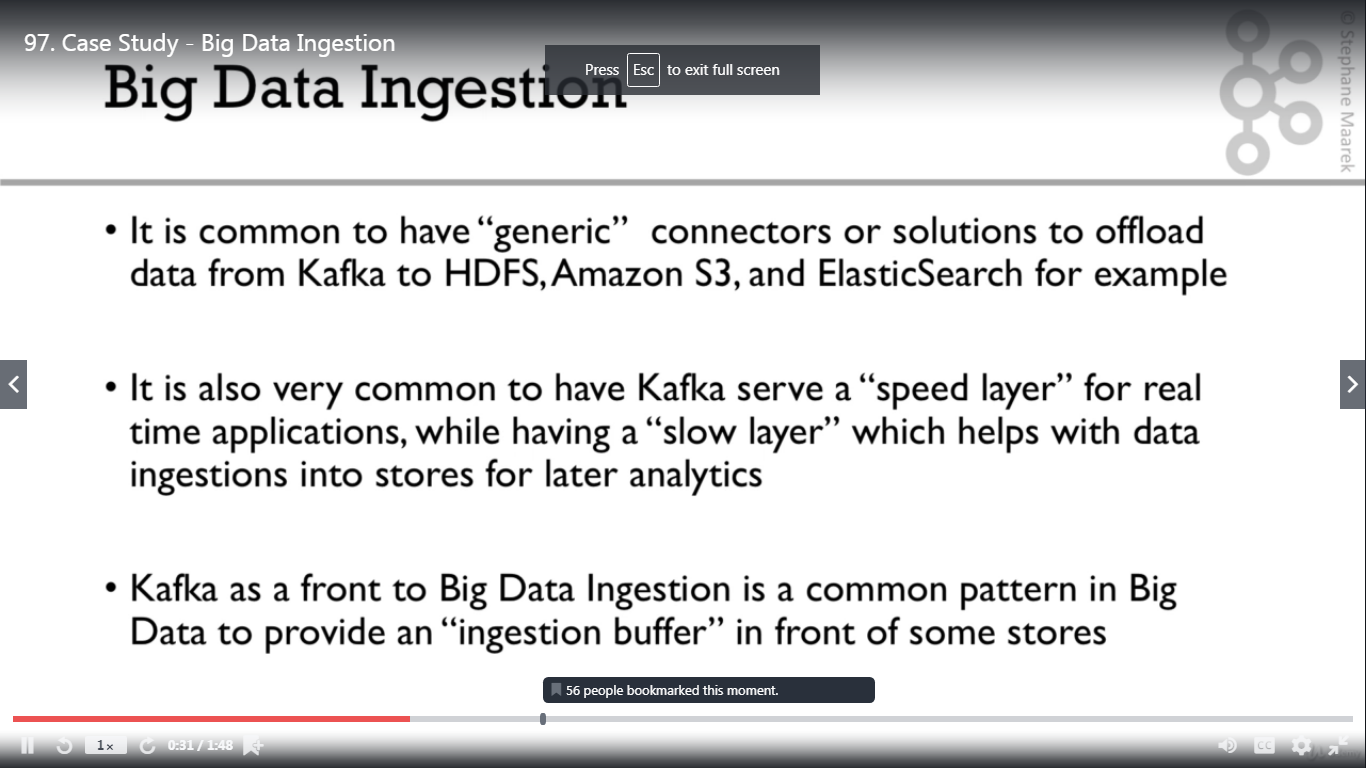 97. Case Study - Big Data Ingestion
Press Esc to exit full screen
Big Data Ingestion
© Stephane Maarek
• It is common to have “generic” connectors or solutions to offload
data from Kafka to HDFS, Amazon S3, and ElasticSearch for example
• It is also very common to have Kafka serve a “speed layer” for real
time applications, while having a “slow layer” which helps with data
ingestions into stores for later analytics
• Kafka as a front to Big Data Ingestion is a common pattern in Big
Data to provide an “ingestion buffer” in front of some stores
56 people bookmarked this moment.
1x
0:31 / 1:48
CC